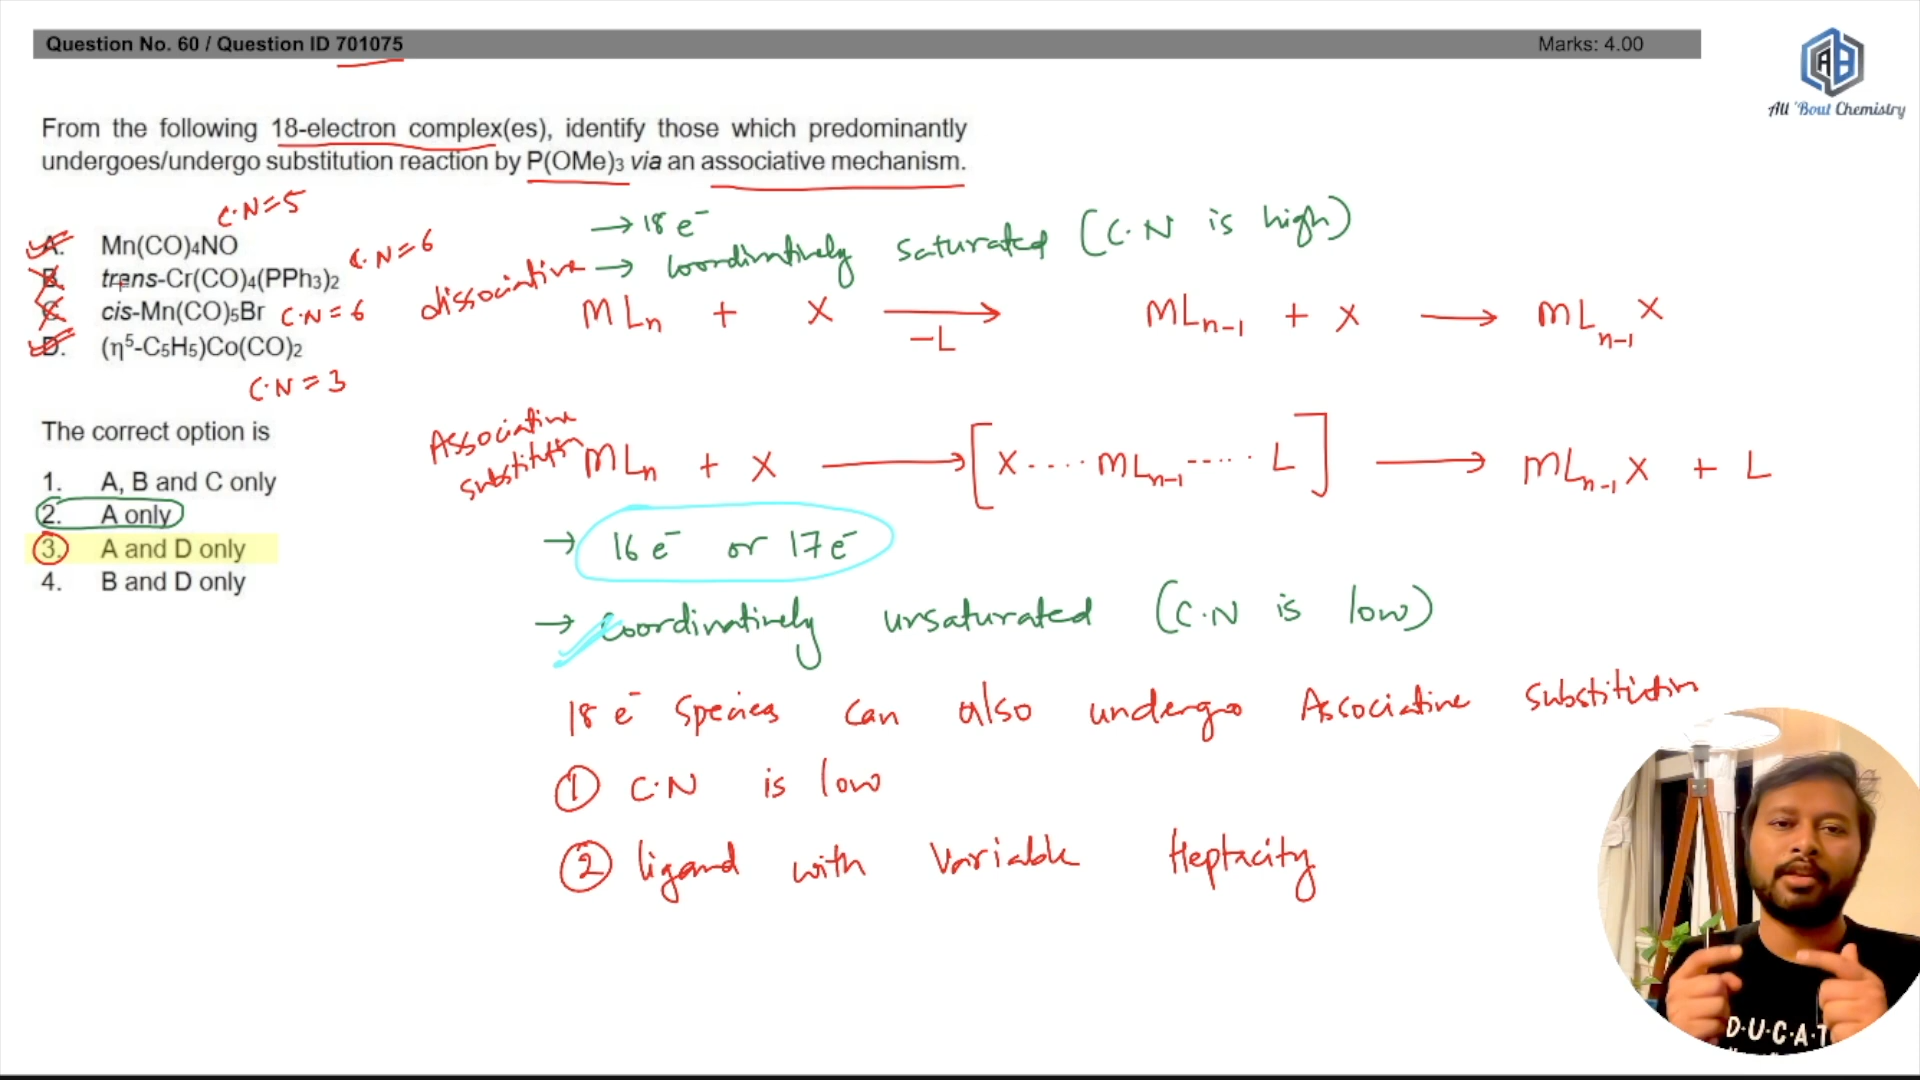 Question No. 60 / Question ID 701075 Marks: 4.00
All 'Bout Chemistry
From the following 18-electron complex(es), identify those which predominantly
undergoes/undergo substitution reaction by P(OMe)₃ via an associative mechanism.
C.N = 5
A. Mn(CO)₄NO
C.N = 6
B. trans-Cr(CO)₄(PPh₃)₂
C. cis-Mn(CO)₅Br C.N = 6
D. (η⁵-C₅H₅)Co(CO)₂
C.N = 3
→ 18 e⁻
→ Coordinatively saturated (C.N is high)
dissociative
MLn + X —→ -L MLn-1 + X —→ MLn-1 X
The correct option is
1. A, B and C only
2. A only
3. A and D only
4. B and D only
Associative
substitutn MLn + X —→ [X ---- MLn-1 ---- L] —→ MLn-1 X + L
→ 16 e⁻ or 17 e⁻
→ Coordinatively unsaturated (C.N is low)
18 e⁻ Species can also undergo Associative Substitution
① C.N is low
② ligand with Variable Heptacity
D·U·C·A·T